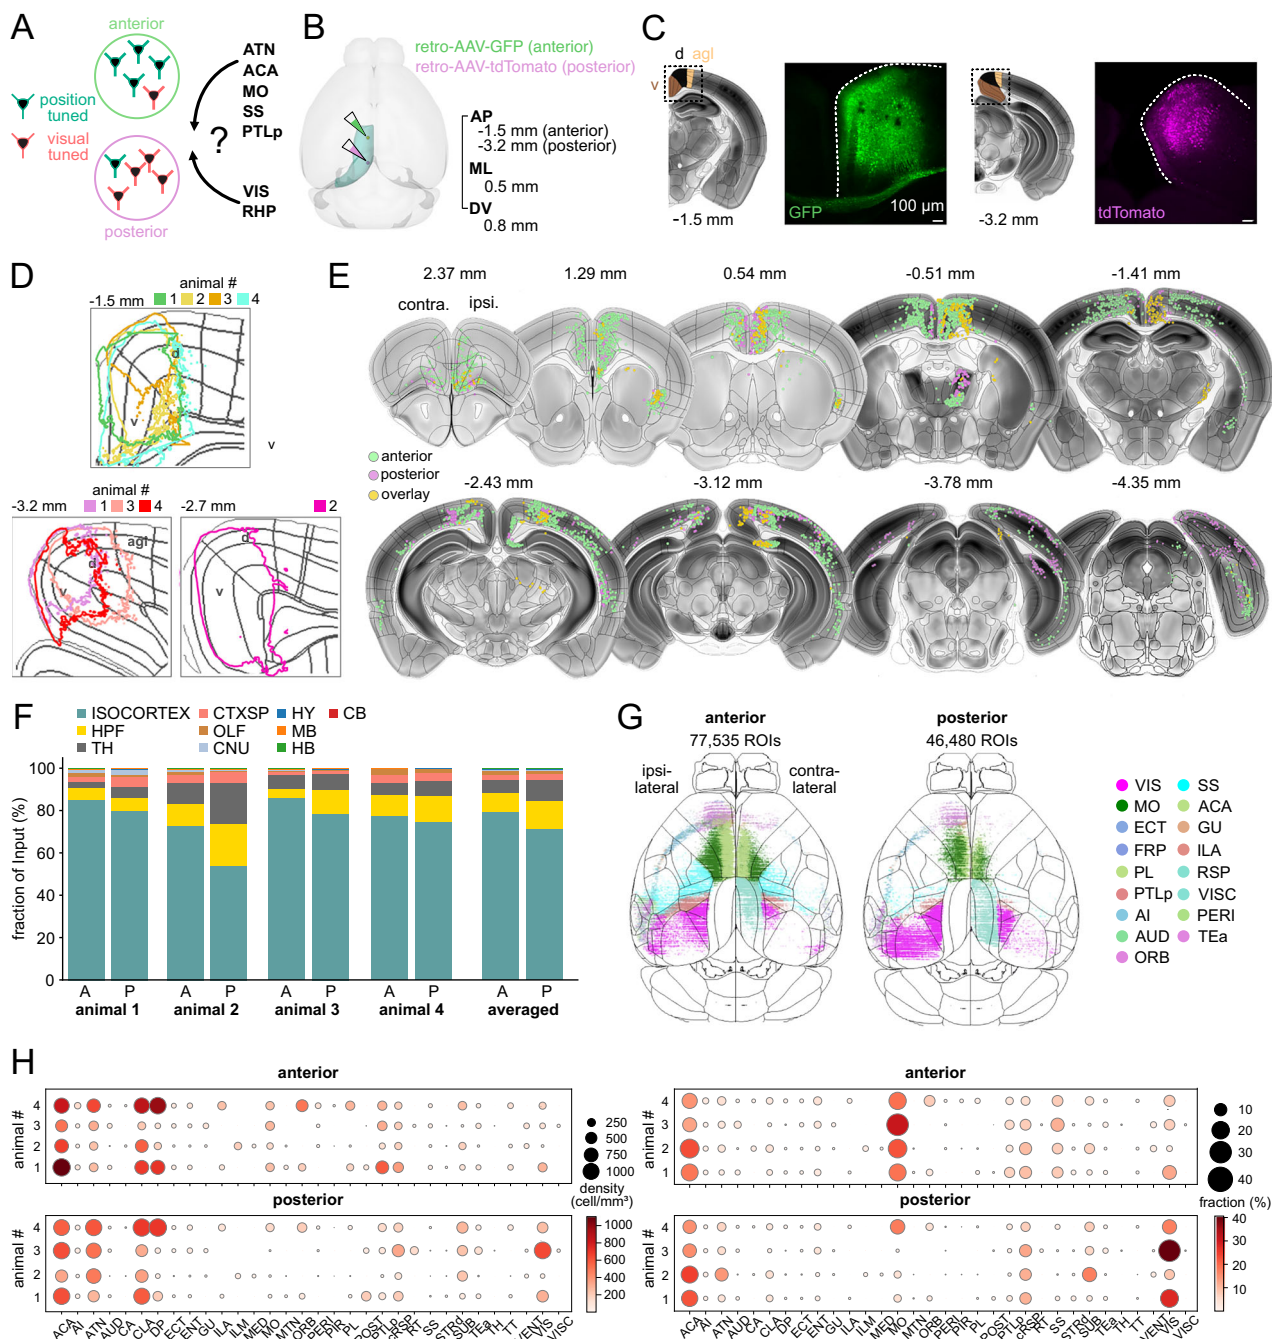 A
anterior
position
tuned
visual
tuned
posterior
ATN
ACA
MO
SS
PTLp
?
VIS
RHP
B
retro-AAV-GFP (anterior)
retro-AAV-tdTomato (posterior)
AP
-1.5 mm (anterior)
-3.2 mm (posterior)
ML
0.5 mm
DV
0.8 mm
C
d agl
v
-1.5 mm
GFP
100 µm
-3.2 mm
tdTomato
D
animal #
-1.5 mm 1 2 3 4
d
v
v
animal #
-3.2 mm 1 3 4
agl
d
v
-2.7 mm 2
d
v
E
2.37 mm 1.29 mm 0.54 mm -0.51 mm -1.41 mm
contra. ipsi.
anterior
posterior
overlay
-2.43 mm -3.12 mm -3.78 mm -4.35 mm
F
ISOCORTEX CTXSP HY CB
HPF OLF MB
TH CNU HB
fraction of Input (%)
100
80
60
40
20
0
A P A P A P A P A P
animal 1 animal 2 animal 3 animal 4 averaged
G
anterior posterior
77,535 ROIs 46,480 ROIs
ipsi-
lateral
contra-
lateral
VIS SS
MO ACA
ECT GU
FRP ILA
PL RSP
PTLp VISC
AI PERI
AUD TEa
ORB
H
anterior
animal #
4
3
2
1
posterior
animal #
4
3
2
1
ACA AI ATN AUD CA CLA DP ECT ENT GU ILA ILM MED MO MTN ORB PERI PIR PL POST PTLp cRSP RT SS STRd SUB TEa TH TT VENT VIS VISC
250
500
750
1000
density
(cell/mm³)
1000
800
600
400
200
anterior
animal #
4
3
2
1
posterior
animal #
4
3
2
1
ACA AI ATN AUD CA CLA DP ECT ENT GU ILA ILM MED MO MTN ORB PERI PIR PL POST PTLp cRSP RT SS STRd SUB TEa TH TT VENT VIS VISC
10
20
30
40
fraction (%)
40
30
20
10